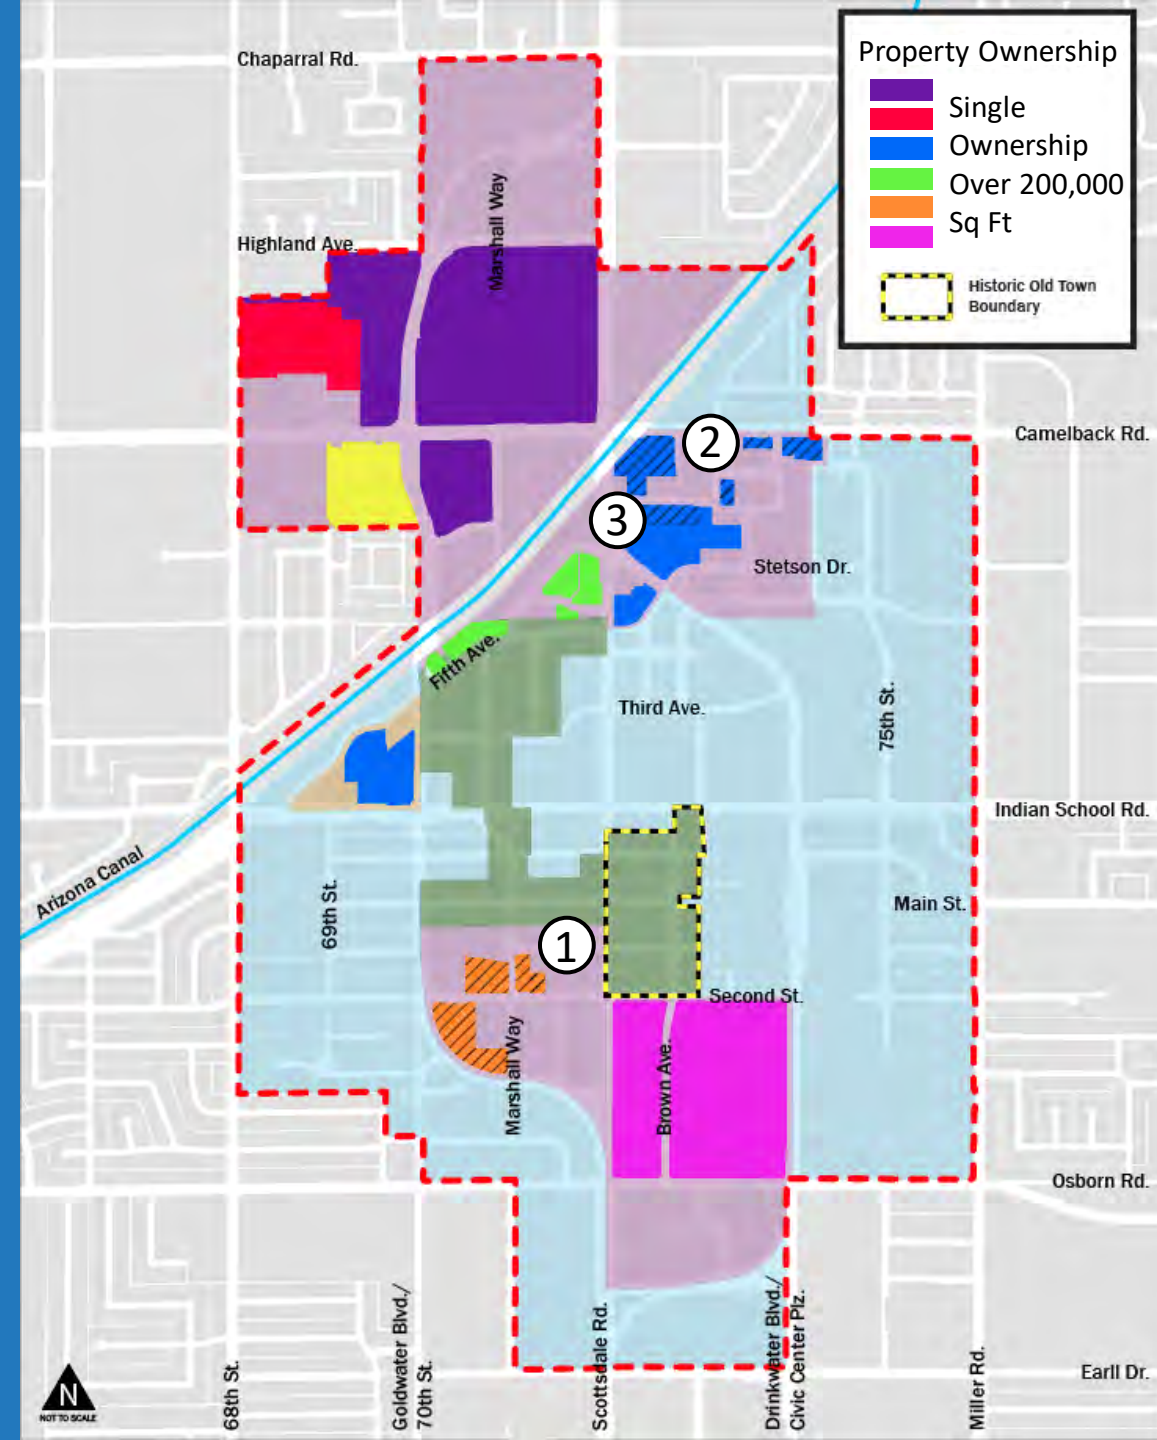 Property Ownership
Single
Ownership
Over 200,000
Sq Ft
Historic Old Town
Boundary
Chaparral Rd.
Marshall Way
Highland Ave.
Camelback Rd.
2
3
Stetson Dr.
Fifth Ave.
Third Ave.
75th St.
Indian School Rd.
Arizona Canal
69th St.
Main St.
1
Second St.
Marshall Way
Brown Ave.
Osborn Rd.
68th St.
Goldwater Blvd./
70th St.
Scottsdale Rd.
Drinkwater Blvd./
Civic Center Plz.
Miller Rd.
Earll Dr.
N
NOT TO SCALE